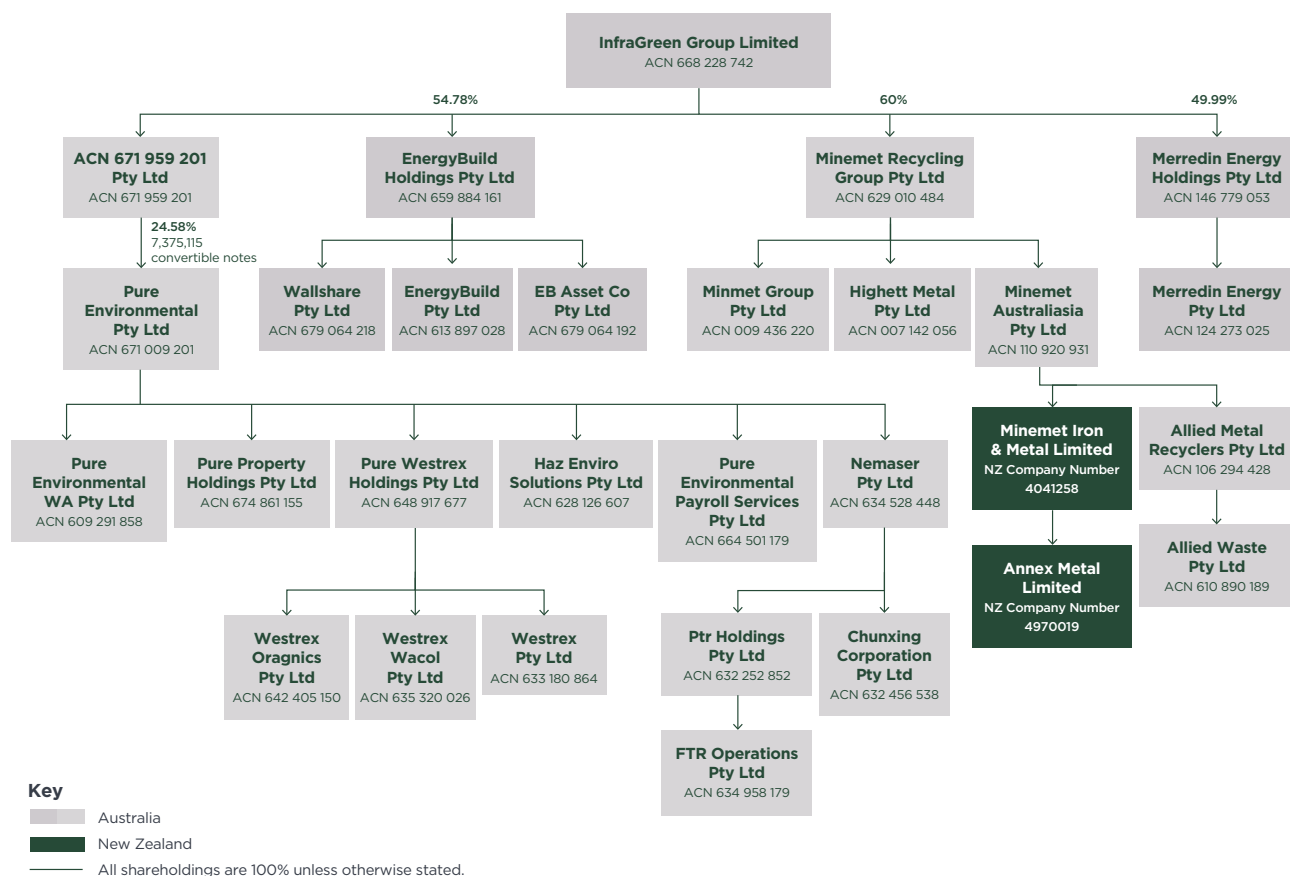 InfraGreen Group Limited
ACN 668 228 742
54.78%
60%
49.99%
ACN 671 959 201
Pty Ltd
ACN 671 959 201
EnergyBuild
Holdings Pty Ltd
ACN 659 884 161
Minemet Recycling
Group Pty Ltd
ACN 629 010 484
Merredin Energy
Holdings Pty Ltd
ACN 146 779 053
24.58%
7,375,115
convertible notes
Pure
Environmental
Pty Ltd
ACN 671 009 201
Wallshare
Pty Ltd
ACN 679 064 218
EnergyBuild
Pty Ltd
ACN 613 897 028
EB Asset Co
Pty Ltd
ACN 679 064 192
Minmet Group
Pty Ltd
ACN 009 436 220
Highett Metal
Pty Ltd
ACN 007 142 056
Minemet
Australiasia
Pty Ltd
ACN 110 920 931
Merredin Energy
Pty Ltd
ACN 124 273 025
Minemet Iron
& Metal Limited
NZ Company Number
4041258
Allied Metal
Recyclers Pty Ltd
ACN 106 294 428
Pure
Environmental
WA Pty Ltd
ACN 609 291 858
Pure Property
Holdings Pty Ltd
ACN 674 861 155
Pure Westrex
Holdings Pty Ltd
ACN 648 917 677
Haz Enviro
Solutions Pty Ltd
ACN 628 126 607
Pure
Environmental
Payroll Services
Pty Ltd
ACN 664 501 179
Nemaser
Pty Ltd
ACN 634 528 448
Annex Metal
Limited
NZ Company Number
4970019
Allied Waste
Pty Ltd
ACN 610 890 189
Westrex
Oragnics
Pty Ltd
ACN 642 405 150
Westrex
Wacol
Pty Ltd
ACN 635 320 026
Westrex
Pty Ltd
ACN 633 180 864
Ptr Holdings
Pty Ltd
ACN 632 252 852
Chunxing
Corporation
Pty Ltd
ACN 632 456 538
FTR Operations
Pty Ltd
ACN 634 958 179
Key
Australia
New Zealand
All shareholdings are 100% unless otherwise stated.